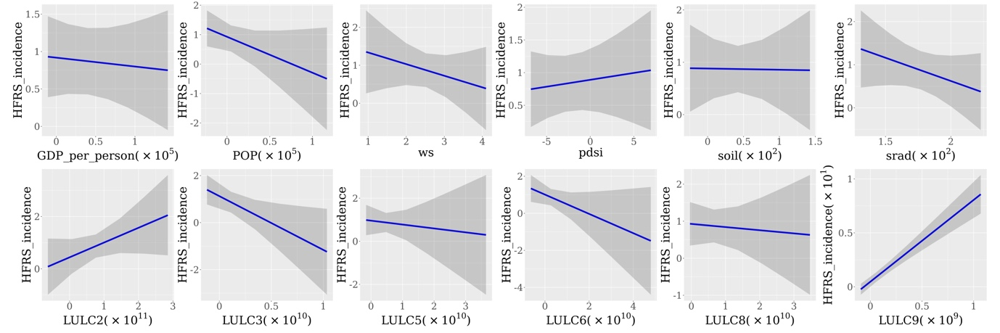 HFRS_incidence
1.5
1
0.5
0
0 0.5 1
GDP_per_person( × 10⁵)
HFRS_incidence
2
1
0
-1
-2
0 0.5 1
POP( × 10⁵)
HFRS_incidence
2
1
0
1 2 3 4
ws
HFRS_incidence
2
1.5
1
0.5
-5 0 5
pdsi
HFRS_incidence
2
1
0
0 0.5 1 1.5
soil( × 10²)
HFRS_incidence
2
1
0
1.5 2
srad( × 10²)
HFRS_incidence
2
0
0 1 2 3
LULC2( × 10¹¹)
HFRS_incidence
2
0
-2
0 0.5 1
LULC3( × 10¹⁰)
HFRS_incidence
2
0
-2
0 1 2 3
LULC5( × 10¹⁰)
HFRS_incidence
2
0
-2
-4
0 2 4
LULC6( × 10¹⁰)
HFRS_incidence
2
1
0
-1
0 1 2 3
LULC8( × 10¹⁰)
HFRS_incidence( × 10¹)
1
0.5
0
0 0.5 1
LULC9( × 10⁹)